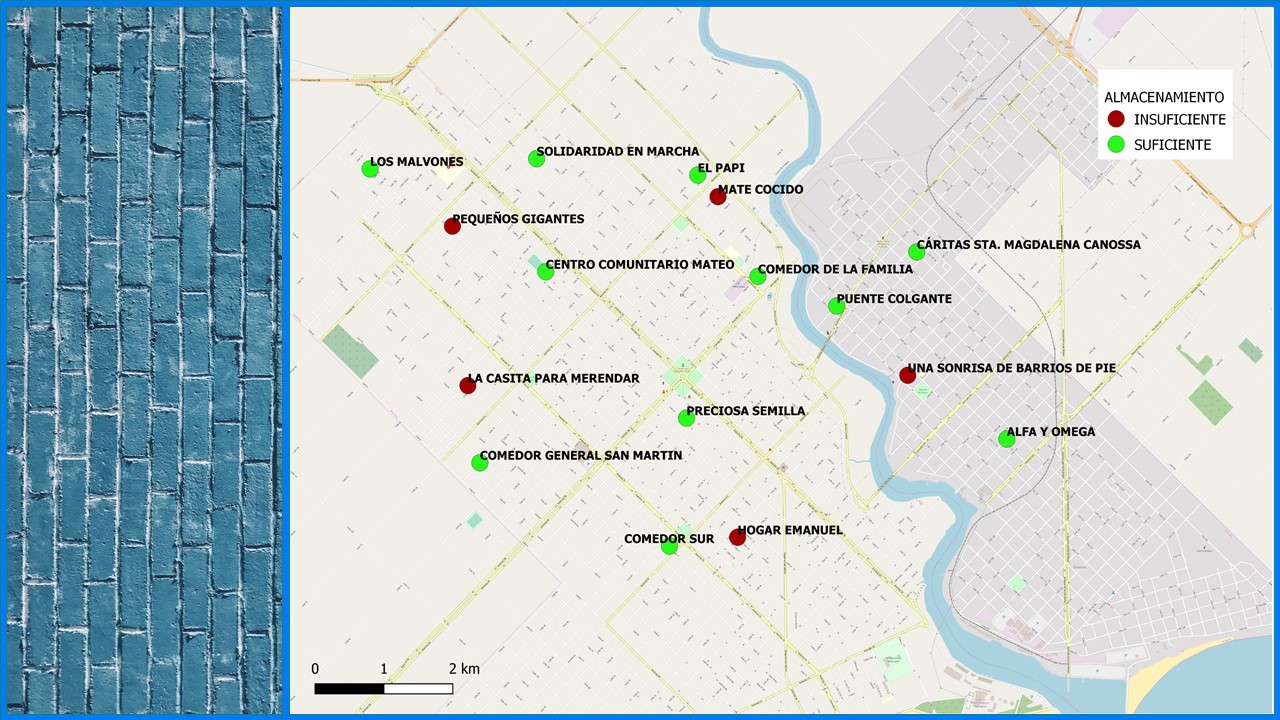 ALMACENAMIENTO
INSUFICIENTE
SUFICIENTE
SOLIDARIDAD EN MARCHA
LOS MALVONES
EL PAPI
MATE COCIDO
PEQUEÑOS GIGANTES
CÁRITAS STA. MAGDALENA CANOSSA
CENTRO COMUNITARIO MATEO
COMEDOR DE LA FAMILIA
PUENTE COLGANTE
UNA SONRISA DE BARRIOS DE PIE
LA CASITA PARA MERENDAR
PRECIOSA SEMILLA
ALFA Y OMEGA
COMEDOR GENERAL SAN MARTIN
HOGAR EMANUEL
COMEDOR SUR
0 1 2 km